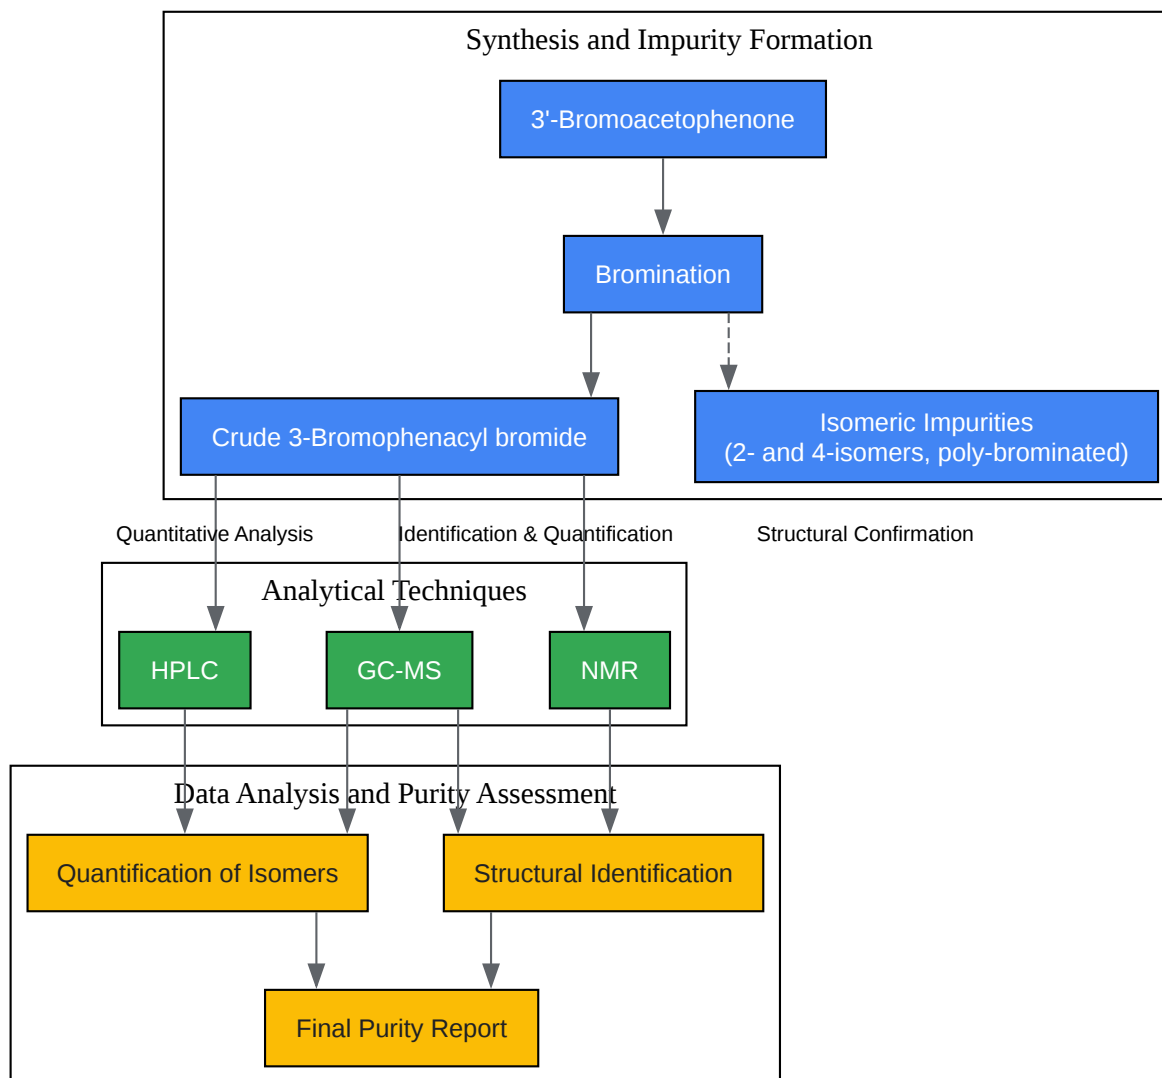 Synthesis and Impurity Formation
3'-Bromoacetophenone
Bromination
Crude 3-Bromophenacyl bromide
Isomeric Impurities
(2- and 4-isomers, poly-brominated)
Quantitative Analysis
Identification & Quantification
Structural Confirmation
Analytical Techniques
HPLC
GC-MS
NMR
Data Analysis and Purity Assessment
Quantification of Isomers
Structural Identification
Final Purity Report